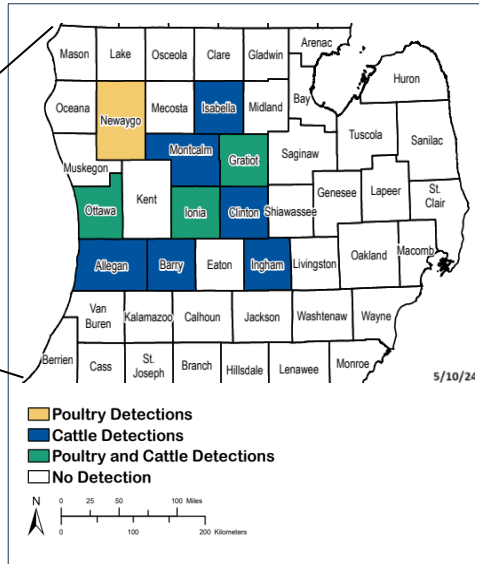 Arenac
Mason
Lake
Osceola
Clare
Gladwin
Huron
Oceana
Newaygo
Mecosta
Isabella
Midland
Bay
Tuscola
Sanilac
Muskegon
Montcalm
Gratiot
Saginaw
Genesee
Lapeer
St.
Clair
Ottawa
Kent
Ionia
Clinton
Shiawassee
Allegan
Barry
Eaton
Ingham
Livingston
Oakland
Macomb
Van
Buren
Kalamazoo
Calhoun
Jackson
Washtenaw
Wayne
Berrien
Cass
St.
Joseph
Branch
Hillsdale
Lenawee
Monroe
5/10/24
Poultry Detections
Cattle Detections
Poultry and Cattle Detections
No Detection
N
0 25 50 100 Miles
0 100 200 Kilometers